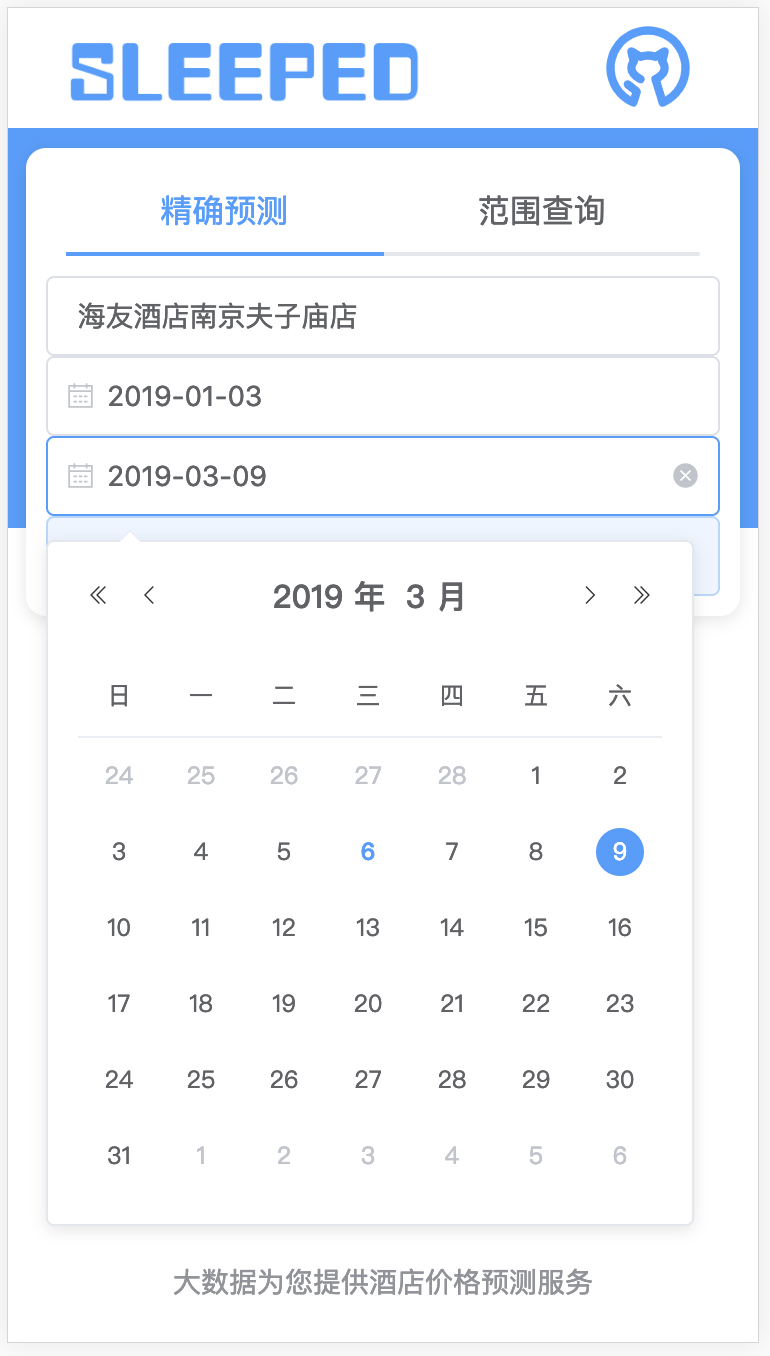 SLEEPED
精确预测 范围查询
海友酒店南京夫子庙店
2019-01-03
2019-03-09
2019 年 3 月
日 一 二 三 四 五 六
24 25 26 27 28 1 2
3 4 5 6 7 8 9
10 11 12 13 14 15 16
17 18 19 20 21 22 23
24 25 26 27 28 29 30
31 1 2 3 4 5 6
大数据为您提供酒店价格预测服务